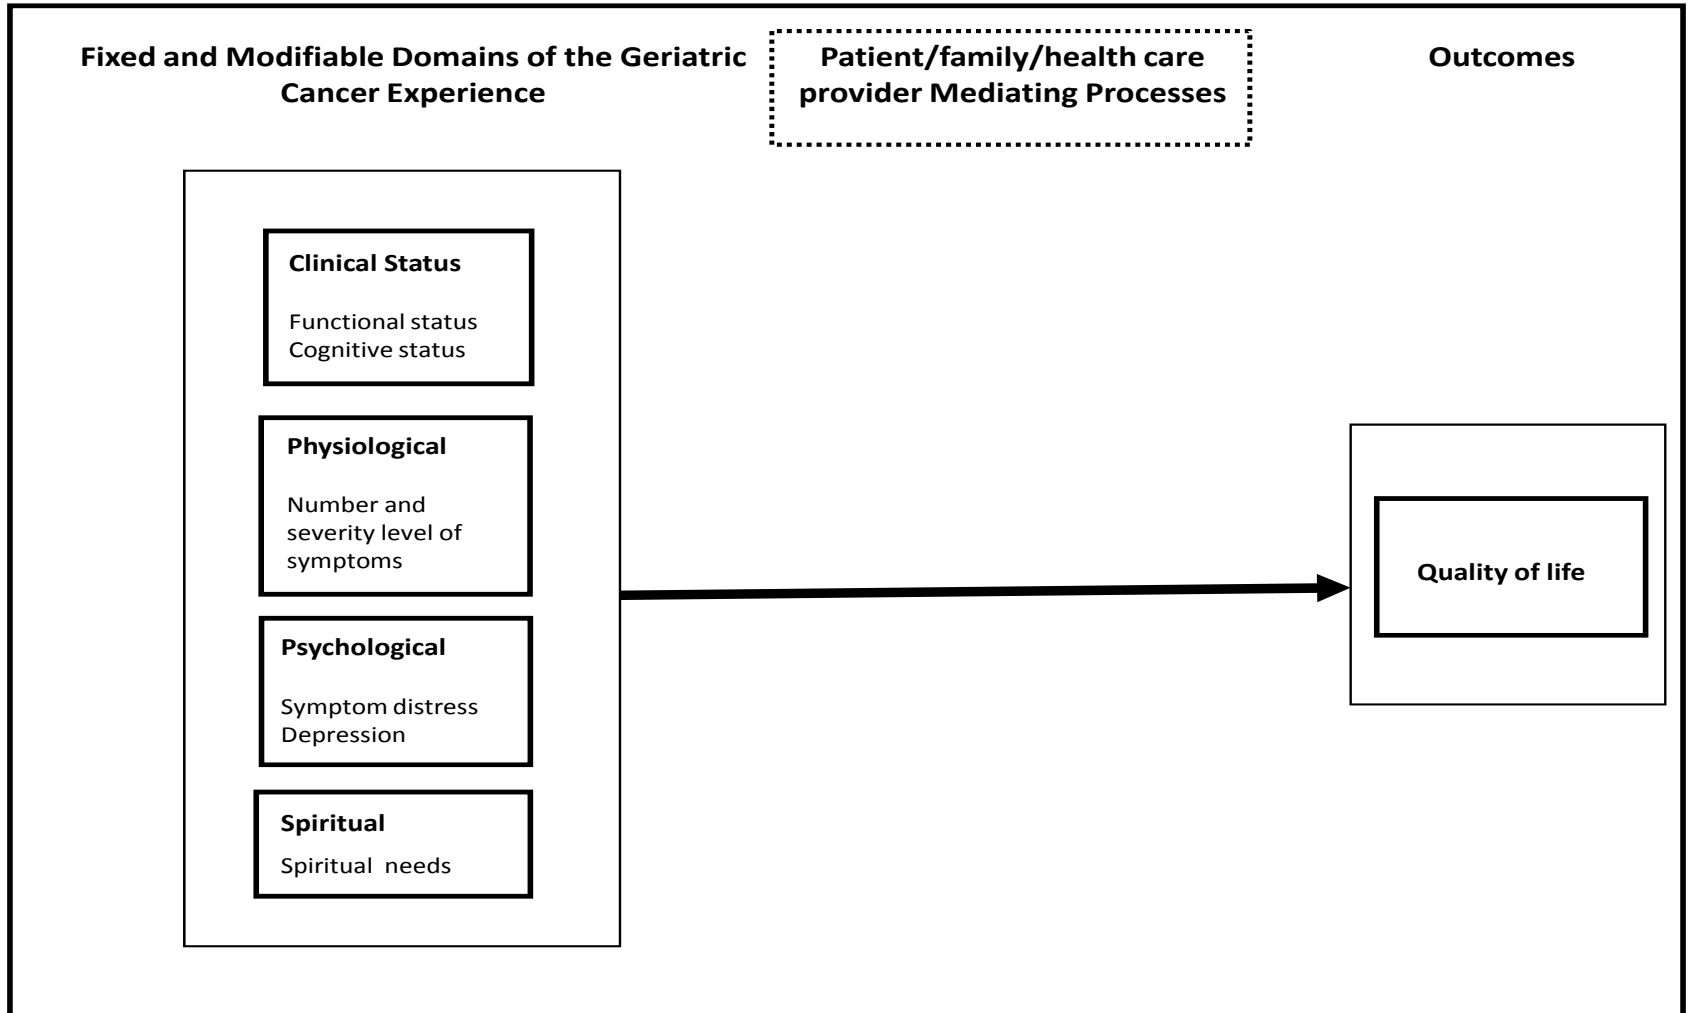 Fixed and Modifiable Domains of the Geriatric
Cancer Experience
Patient/family/health care
provider Mediating Processes
Outcomes
Clinical Status
Functional status
Cognitive status
Physiological
Number and
severity level of
symptoms
Psychological
Symptom distress
Depression
Spiritual
Spiritual  needs
Quality of life